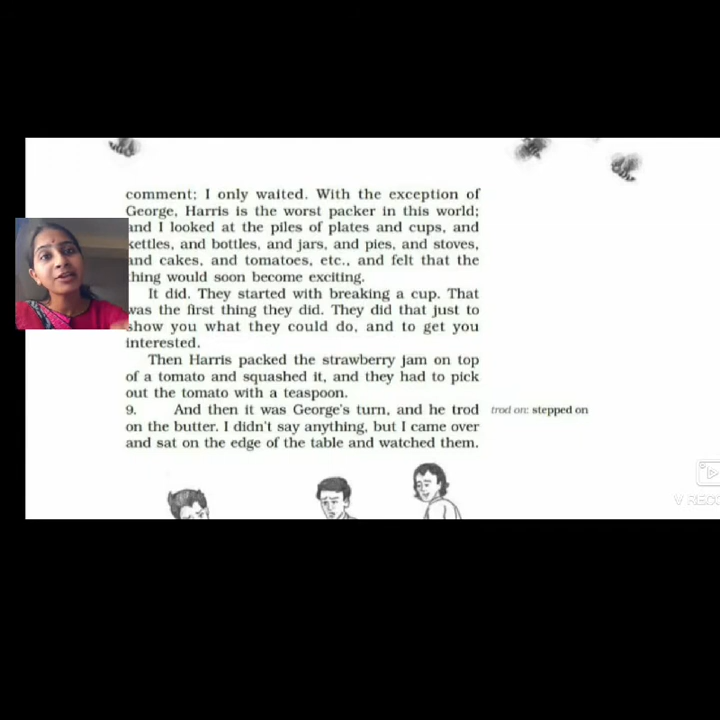 comment; I only waited. With the exception of
George, Harris is the worst packer in this world;
and I looked at the piles of plates and cups, and
kettles, and bottles, and jars, and pies, and stoves,
and cakes, and tomatoes, etc., and felt that the
thing would soon become exciting.
It did. They started with breaking a cup. That
was the first thing they did. They did that just to
show you what they could do, and to get you
interested.
Then Harris packed the strawberry jam on top
of a tomato and squashed it, and they had to pick
out the tomato with a teaspoon.
9. And then it was George's turn, and he trod
trod on: stepped on
on the butter. I didn't say anything, but I came over
and sat on the edge of the table and watched them.